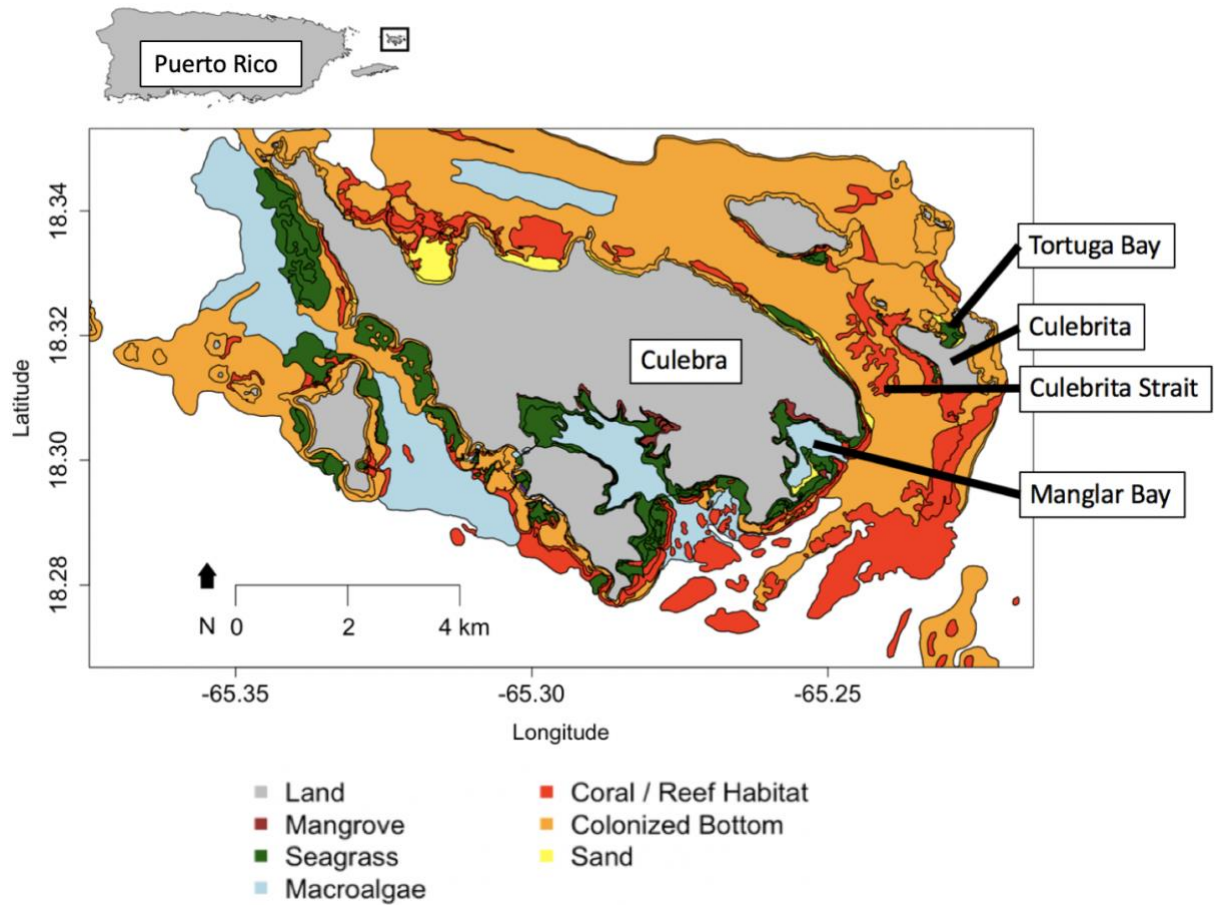 Puerto Rico
18.34
18.32
18.30
18.28
Latitude
Culebra
Tortuga Bay
Culebrita
Culebrita Strait
Manglar Bay
N 0 2 4 km
-65.35 -65.30 -65.25
Longitude
Land
Mangrove
Seagrass
Macroalgae
Coral / Reef Habitat
Colonized Bottom
Sand